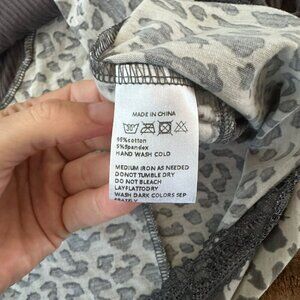 MADE IN CHINA
95%cotton
5%Spandex
HAND WASH COLD
MEDIUM IRON AS NEEDED
DO NOT TUMBLE DRY
DO NOT BLEACH
LAYFLATTODRY
WASH DARK COLORS SEP
ERATELY